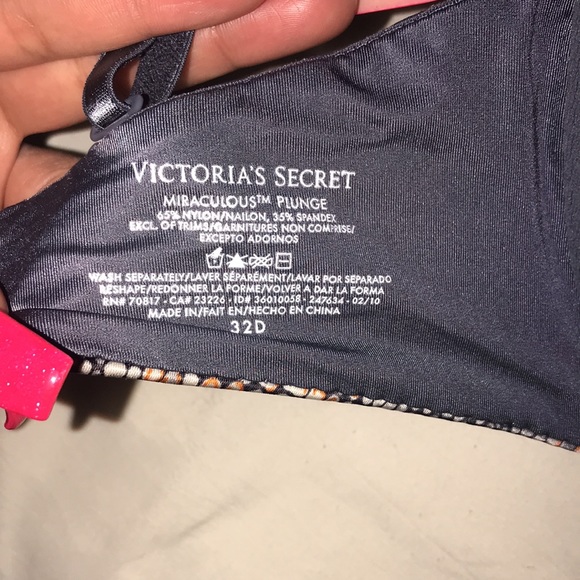 VICTORIA'S SECRET
MIRACULOUS™ PLUNGE
65% NYLON/NAILON, 35% SPANDEX
EXCL. OF TRIMS/GARNITURES NON COMPRISE/
EXCEPTO ADORNOS
WASH SEPARATELY/LAVER SÉPARÉMENT/LAVAR POR SEPARADO
RESHAPE/REDONNER LA FORME/VOLVER A DAR LA FORMA
RN# 70817 - CA# 23226 - ID# 36010058 - 247634 - 02/10
MADE IN/FAIT EN/HECHO EN CHINA
32D